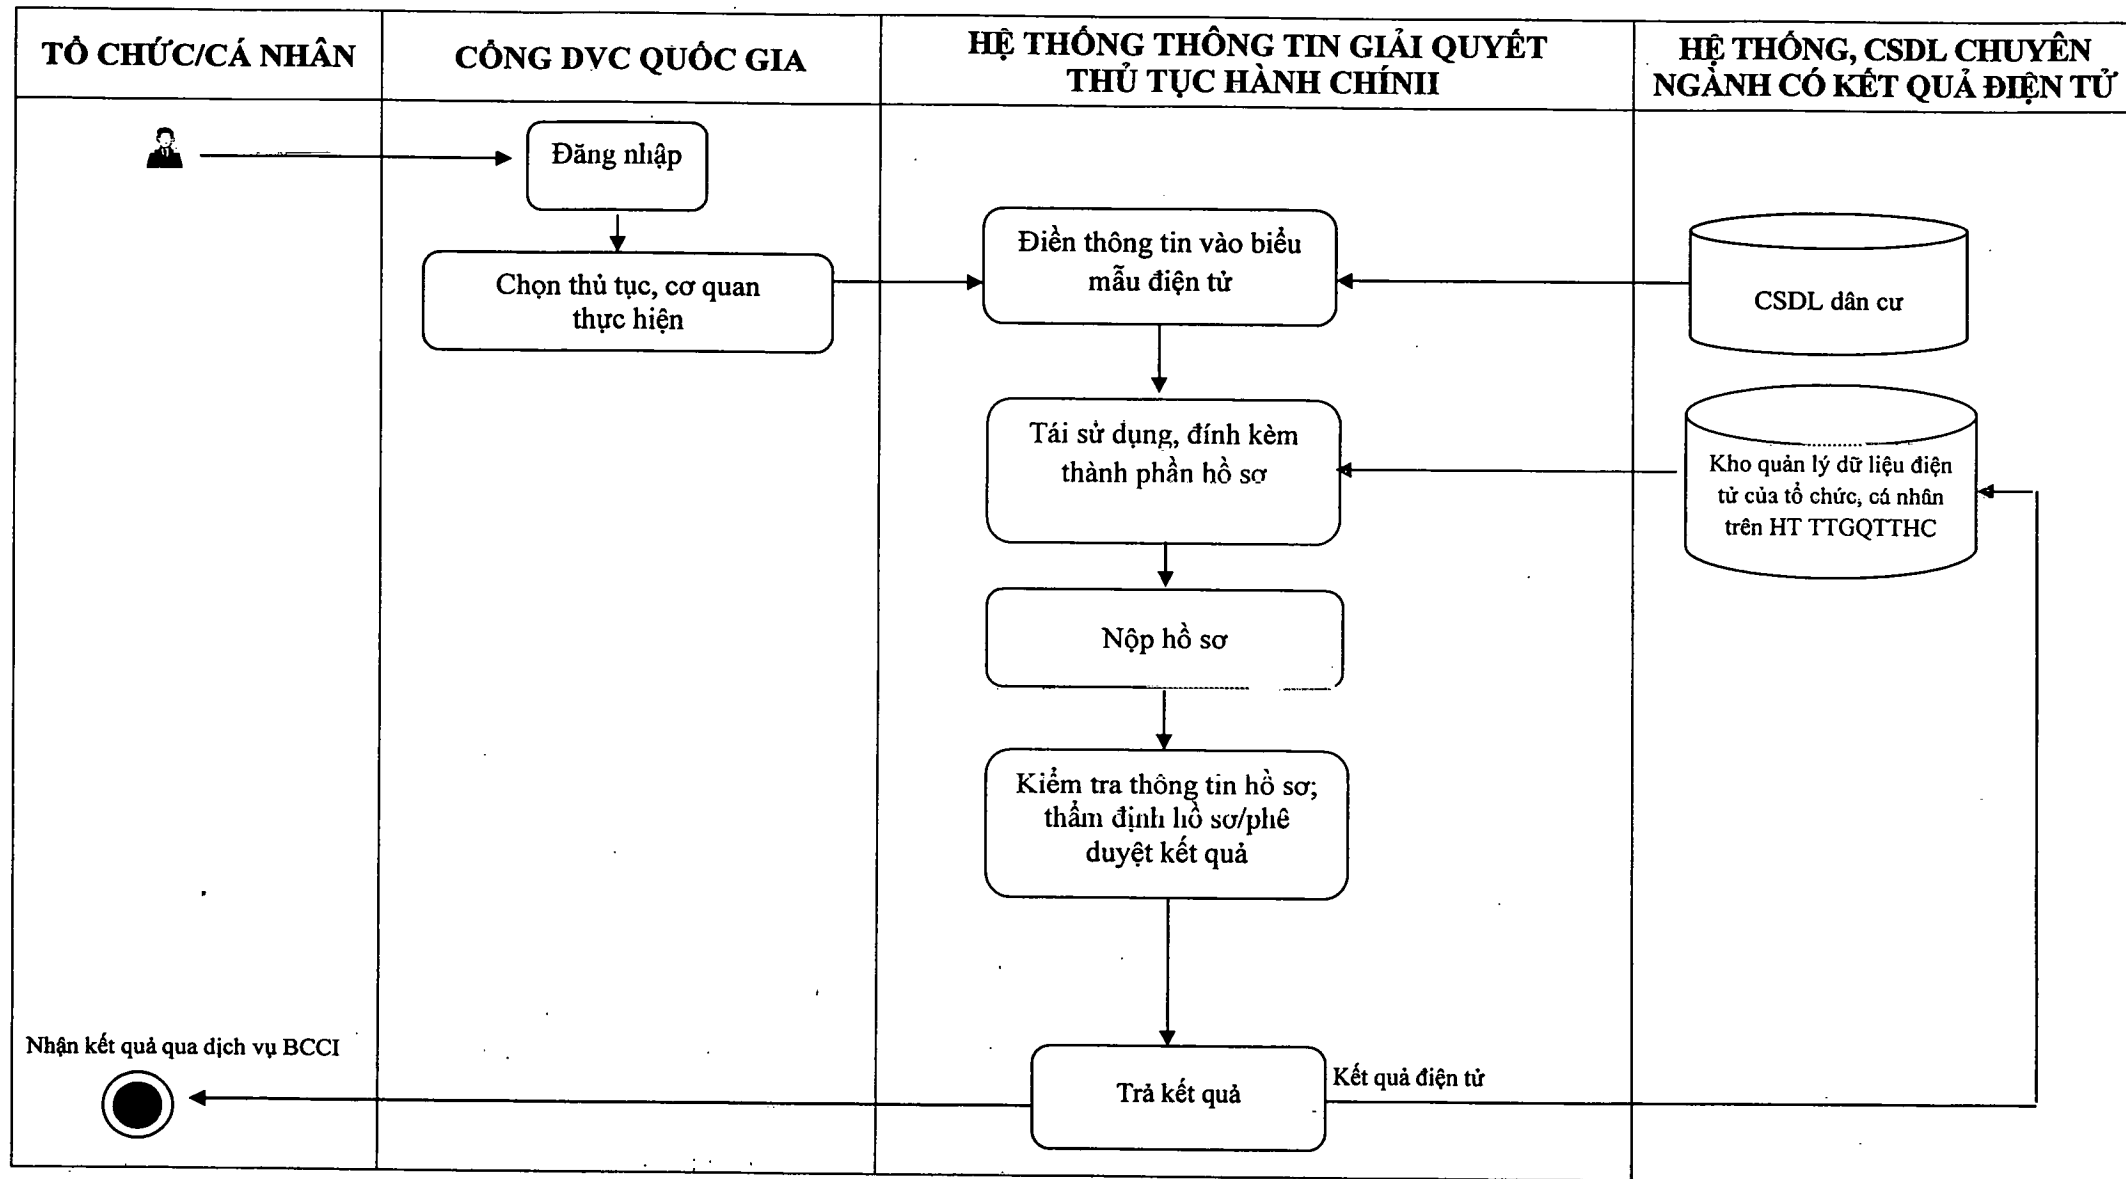 TỔ CHỨC/CÁ NHÂN
CỔNG DVC QUỐC GIA
HỆ THỐNG THÔNG TIN GIẢI QUYẾT
THỦ TỤC HÀNH CHÍNH
HỆ THỐNG, CSDL CHUYÊN
NGÀNH CÓ KẾT QUẢ ĐIỆN TỬ
Đăng nhập
Chọn thủ tục, cơ quan
thực hiện
Điền thông tin vào biểu
mẫu điện tử
CSDL dân cư
Tái sử dụng, đính kèm
thành phần hồ sơ
Kho quản lý dữ liệu điện
tử của tổ chức, cá nhân
trên HT TTGQTTHC
Nộp hồ sơ
Kiểm tra thông tin hồ sơ;
thẩm định hồ sơ/phê
duyệt kết quả
Nhận kết quả qua dịch vụ BCCI
Trả kết quả
Kết quả điện tử